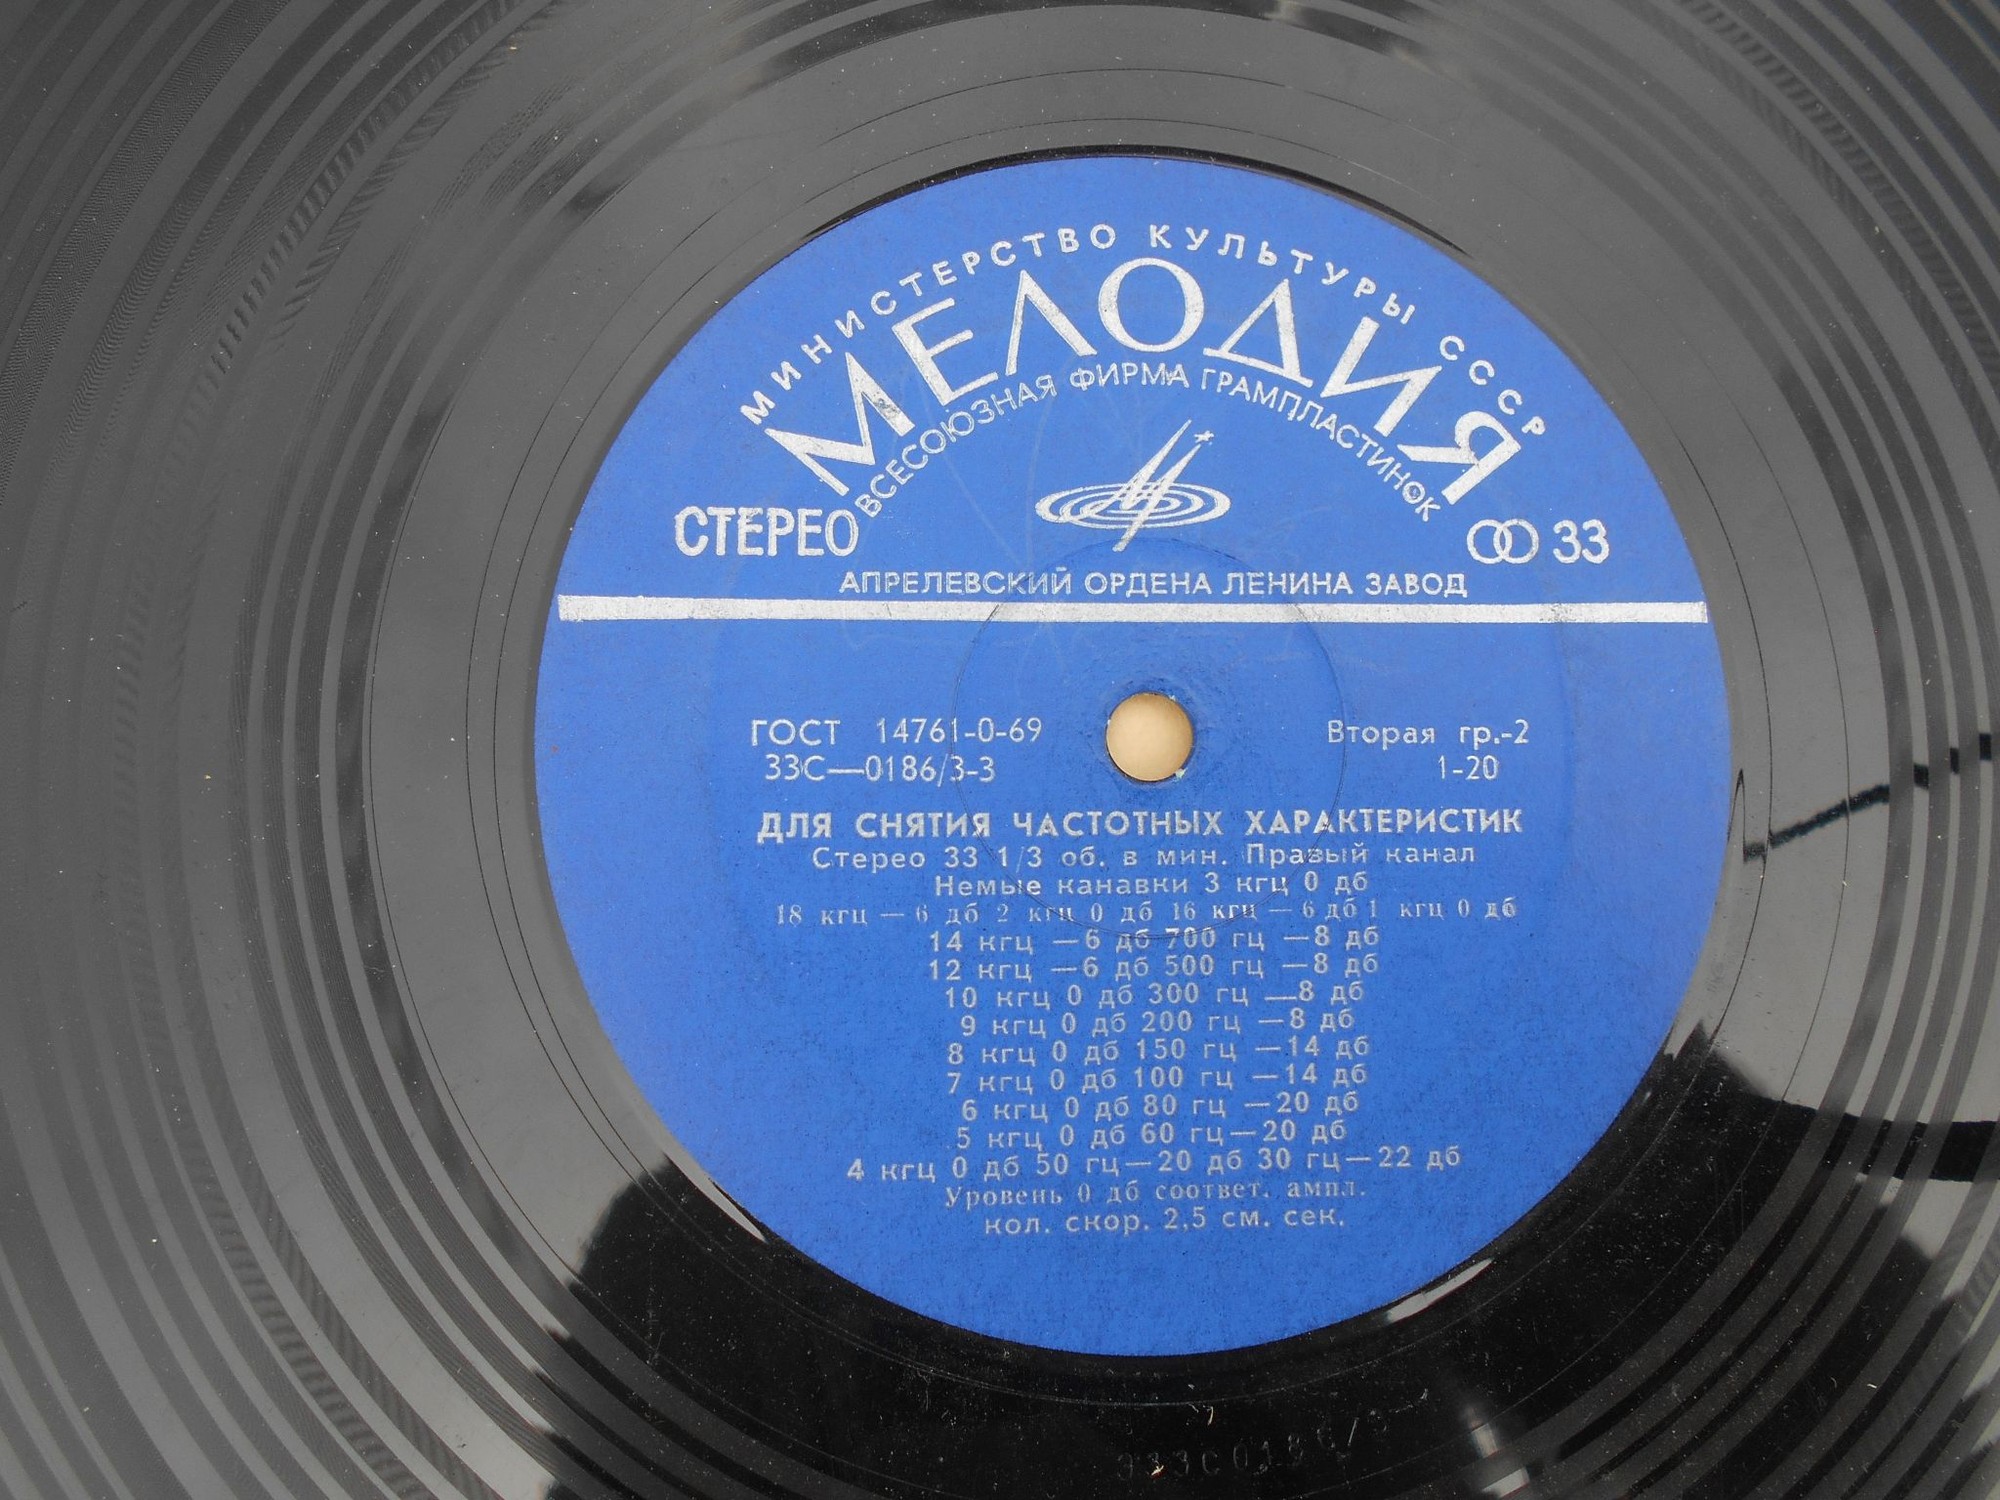 МИНИСТЕРСТВО КУЛЬТУРЫ СССР
МЕЛОДИЯ
ВСЕСОЮЗНАЯ ФИРМА ГРАМПЛАСТИНОК
СТЕРЕО
33
АПРЕЛЕВСКИЙ ОРДЕНА ЛЕНИНА ЗАВОД
ГОСТ 14761-0-69
Вторая гр.-2
33С—0186/3-3
1-20
ДЛЯ СНЯТИЯ ЧАСТОТНЫХ ХАРАКТЕРИСТИК
Стерео 33 1/3 об. в мин. Правый канал
Немые канавки 3 кгц 0 дб
18 кгц — 6 дб 2 кгц 0 дб 16 кгц — 6 дб 1 кгц 0 дб
14 кгц —6 дб 700 гц —8 дб
12 кгц —6 дб 500 гц —8 дб
10 кгц 0 дб 300 гц —8 дб
9 кгц 0 дб 200 гц —8 дб
8 кгц 0 дб 150 гц —14 дб
7 кгц 0 дб 100 гц —14 дб
6 кгц 0 дб 80 гц —20 дб
5 кгц 0 дб 60 гц—20 дб
4 кгц 0 дб 50 гц—20 дб 30 гц—22 дб
Уровень 0 дб соответ. ампл.
кол. скор. 2,5 см. сек.